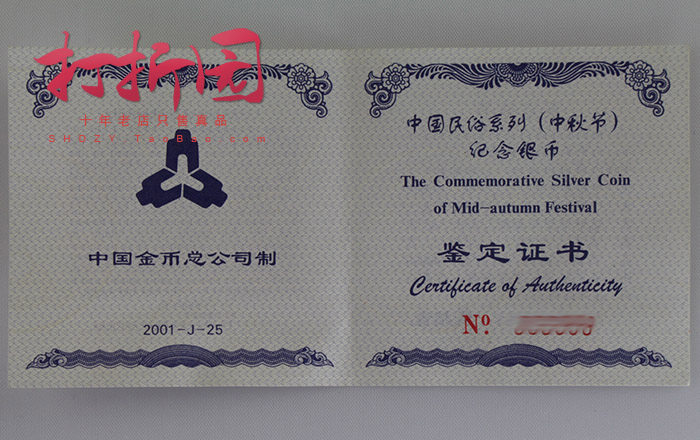 打折园
十年老店只售真品
SHDZY.TaoBao.com
中国金币总公司制
2001-J-25
中国民俗系列（中秋节）
纪念银币
The Commemorative Silver Coin
of Mid-autumn Festival
鉴定证书
Certificate of Authenticity
Nº